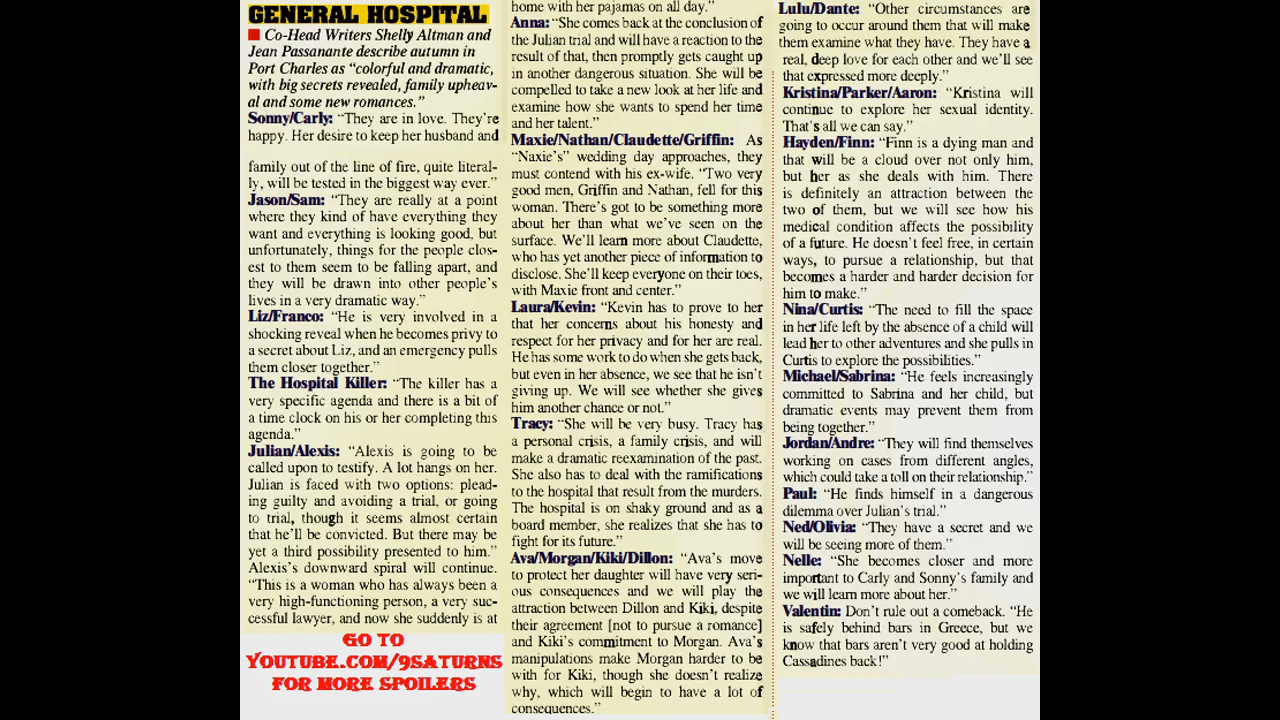 GENERAL HOSPITAL
■ Co-Head Writers Shelly Altman and
Jean Passanante describe autumn in
Port Charles as “colorful and dramatic,
with big secrets revealed, family upheav-
al and some new romances.”
Sonny/Carly: “They are in love. They’re
happy. Her desire to keep her husband and
family out of the line of fire, quite literal-
ly, will be tested in the biggest way ever.”
Jason/Sam: “They are really at a point
where they kind of have everything they
want and everything is looking good, but
unfortunately, things for the people clos-
est to them seem to be falling apart, and
they will be drawn into other people’s
lives in a very dramatic way.”
Liz/Franco: “He is very involved in a
shocking reveal when he becomes privy to
a secret about Liz, and an emergency pulls
them closer together.”
The Hospital Killer: “The killer has a
very specific agenda and there is a bit of
a time clock on his or her completing this
agenda.”
Julian/Alexis: “Alexis is going to be
called upon to testify. A lot hangs on her.
Julian is faced with two options: plead-
ing guilty and avoiding a trial, or going
to trial, though it seems almost certain
that he’ll be convicted. But there may be
yet a third possibility presented to him.”
Alexis’s downward spiral will continue.
“This is a woman who has always been a
very high-functioning person, a very suc-
cessful lawyer, and now she suddenly is at
GO TO
YOUTUBE.COM/9SATURNS
FOR MORE SPOILERS
home with her pajamas on all day.”
Anna: “She comes back at the conclusion of
the Julian trial and will have a reaction to the
result of that, then promptly gets caught up
in another dangerous situation. She will be
compelled to take a new look at her life and
examine how she wants to spend her time
and her talent.”
Maxie/Nathan/Claudette/Griffin: As
“Naxie’s” wedding day approaches, they
must contend with his ex-wife. “Two very
good men, Griffin and Nathan, fell for this
woman. There’s got to be something more
about her than what we’ve seen on the
surface. We’ll learn more about Claudette,
who has yet another piece of information to
disclose. She’ll keep everyone on their toes,
with Maxie front and center.”
Laura/Kevin: “Kevin has to prove to her
that her concerns about his honesty and
respect for her privacy and for her are real.
He has some work to do when she gets back,
but even in her absence, we see that he isn’t
giving up. We will see whether she gives
him another chance or not.”
Tracy: “She will be very busy. Tracy has
a personal crisis, a family crisis, and will
make a dramatic reexamination of the past.
She also has to deal with the ramifications
to the hospital that result from the murders.
The hospital is on shaky ground and as a
board member, she realizes that she has to
fight for its future.”
Ava/Morgan/Kiki/Dillon: “Ava’s move
to protect her daughter will have very seri-
ous consequences and we will play the
attraction between Dillon and Kiki, despite
their agreement [not to pursue a romance]
and Kiki’s commitment to Morgan. Ava’s
manipulations make Morgan harder to be
with for Kiki, though she doesn’t realize
why, which will begin to have a lot of
consequences.”
Lulu/Dante: “Other circumstances are
going to occur around them that will make
them examine what they have. They have a
real, deep love for each other and we’ll see
that expressed more deeply.”
Kristina/Parker/Aaron: “Kristina will
continue to explore her sexual identity.
That’s all we can say.”
Hayden/Finn: “Finn is a dying man and
that will be a cloud over not only him,
but her as she deals with him. There
is definitely an attraction between the
two of them, but we will see how his
medical condition affects the possibility
of a future. He doesn’t feel free, in certain
ways, to pursue a relationship, but that
becomes a harder and harder decision for
him to make.”
Nina/Curtis: “The need to fill the space
in her life left by the absence of a child will
lead her to other adventures and she pulls in
Curtis to explore the possibilities.”
Michael/Sabrina: “He feels increasingly
committed to Sabrina and her child, but
dramatic events may prevent them from
being together.”
Jordan/Andre: “They will find themselves
working on cases from different angles,
which could take a toll on their relationship.”
Paul: “He finds himself in a dangerous
dilemma over Julian’s trial.”
Ned/Olivia: “They have a secret and we
will be seeing more of them.”
Nelle: “She becomes closer and more
important to Carly and Sonny’s family and
we will learn more about her.”
Valentin: Don’t rule out a comeback. “He
is safely behind bars in Greece, but we
know that bars aren’t very good at holding
Cassadines back!”